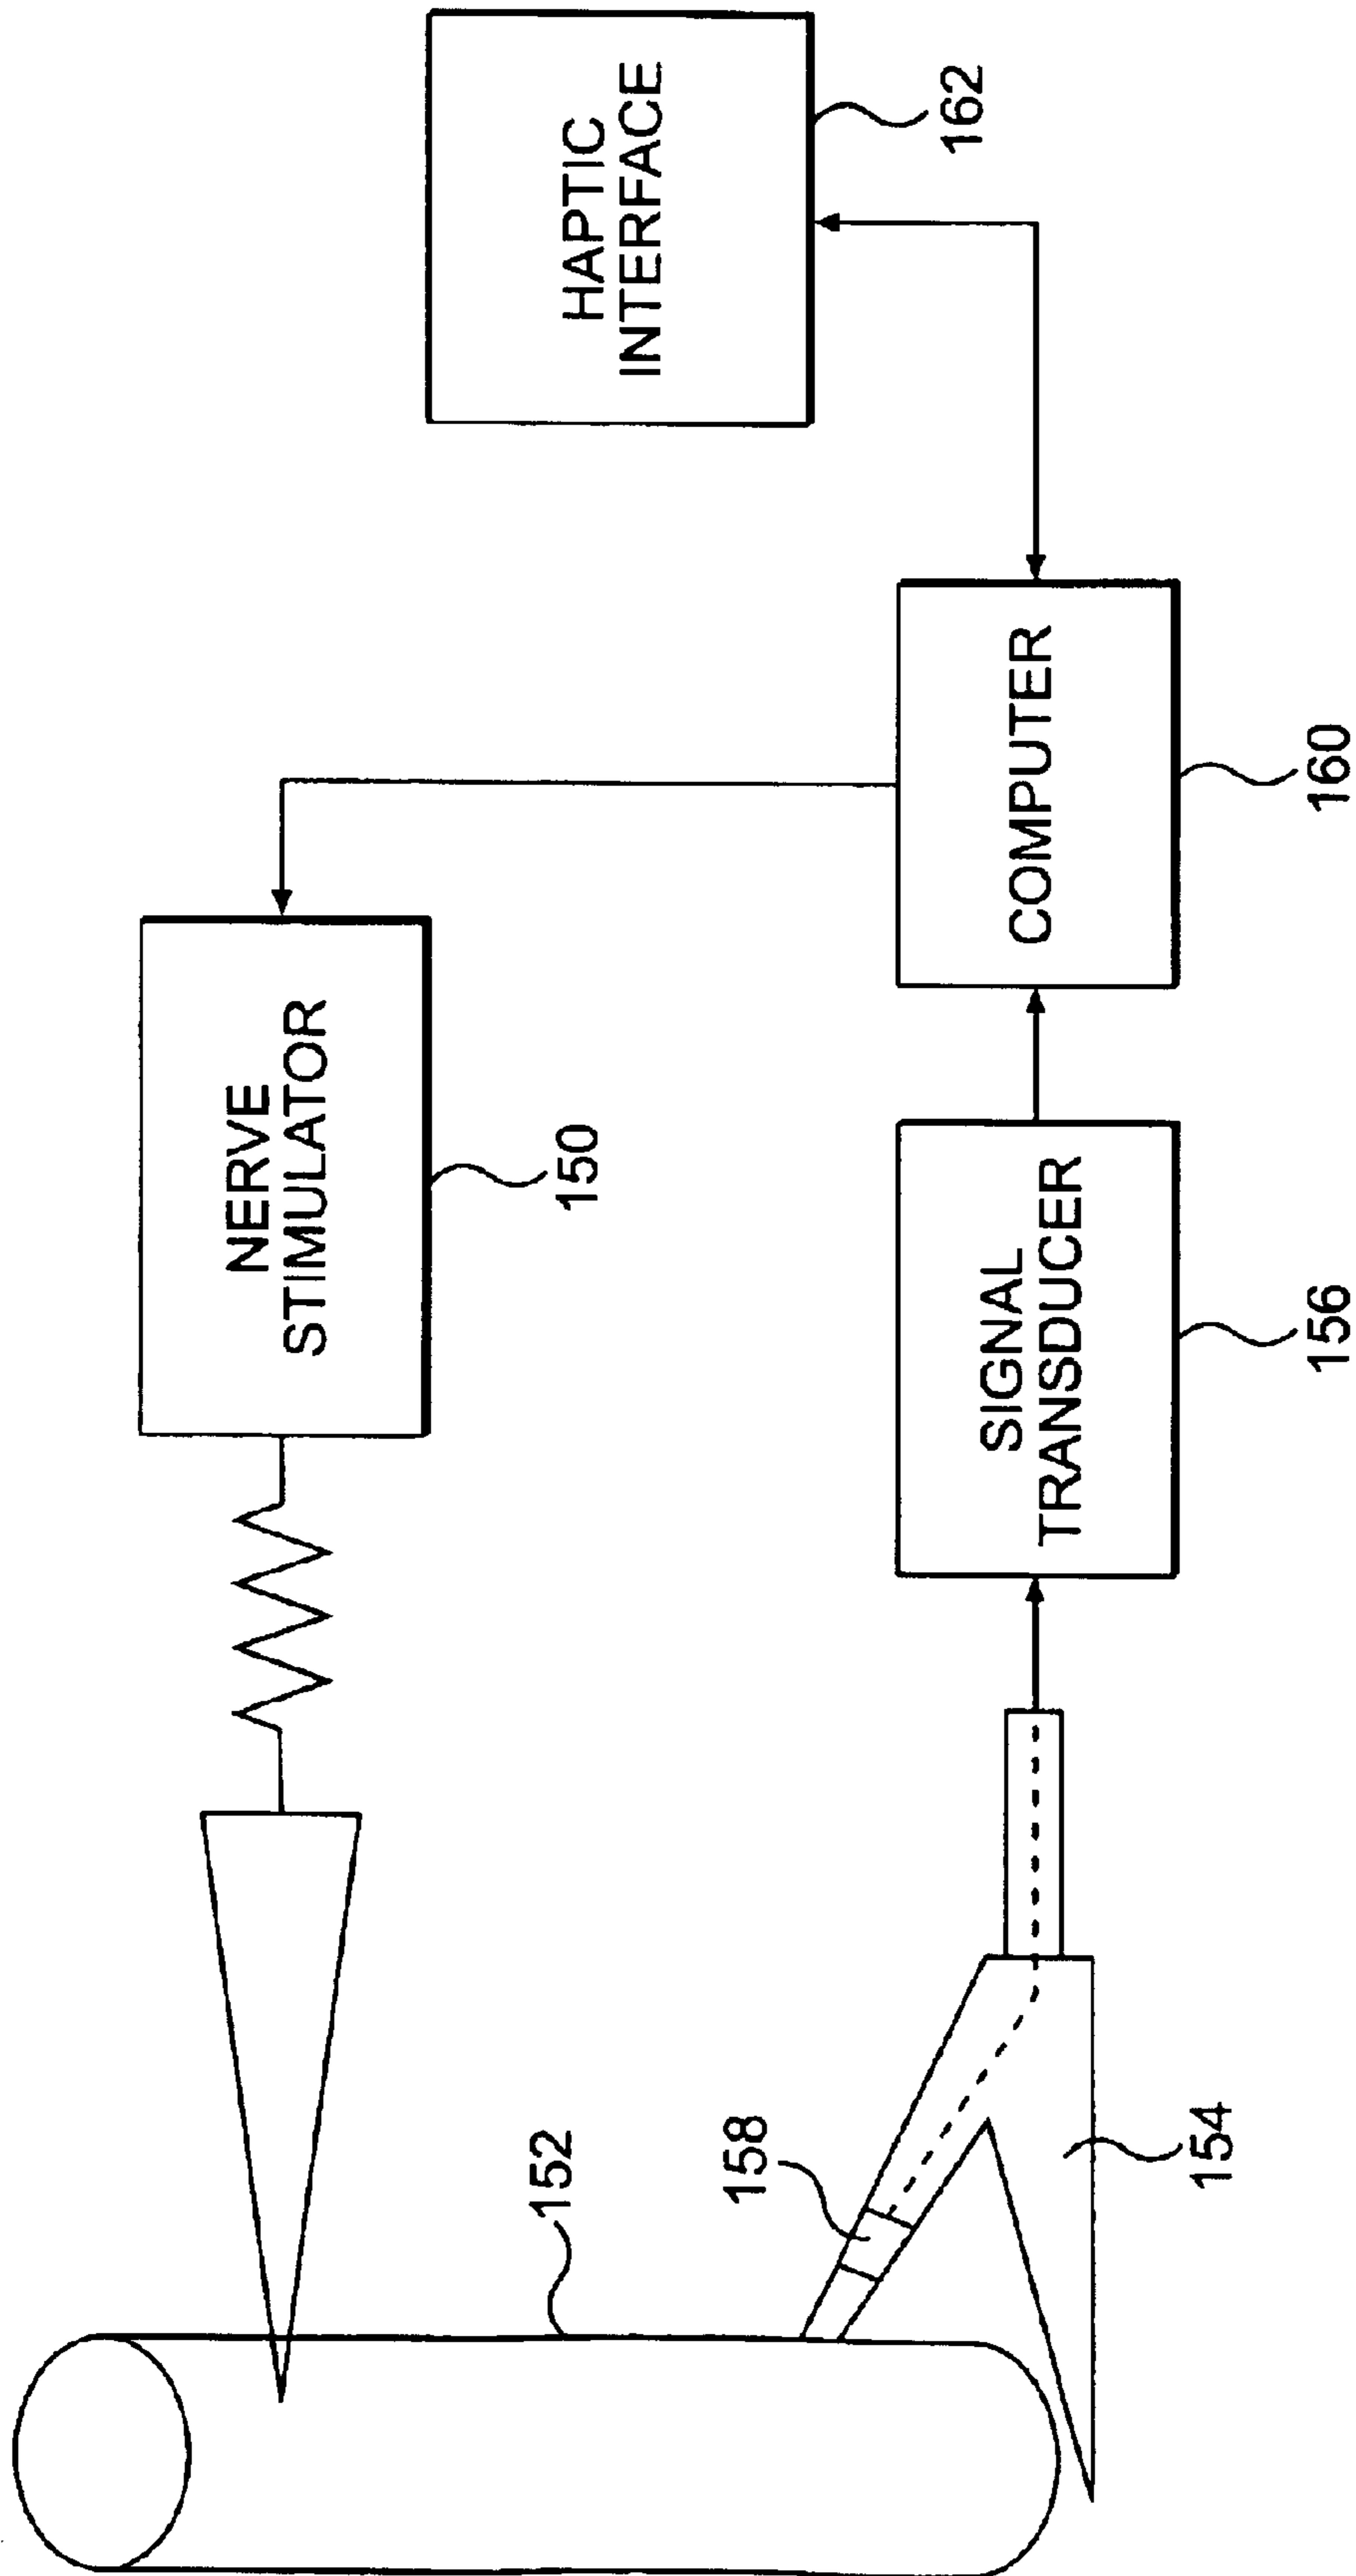 NERVE
STIMULATOR
150
HAPTIC
INTERFACE
162
152
158
154
SIGNAL
TRANSDUCER
156
COMPUTER
160